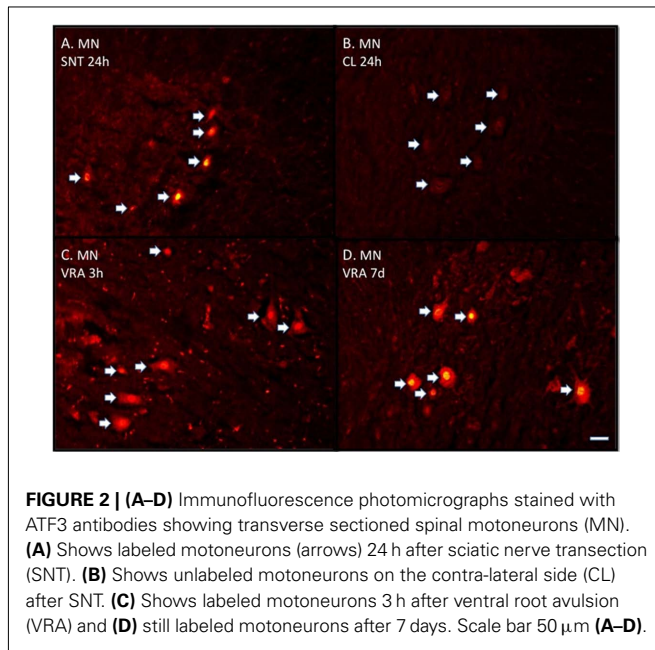 A. MN
SNT 24h
B. MN
CL 24h
C. MN
VRA 3h
D. MN
VRA 7d
FIGURE 2 | (A–D) Immunofluorescence photomicrographs stained with
ATF3 antibodies showing transverse sectioned spinal motoneurons (MN).
(A) Shows labeled motoneurons (arrows) 24 h after sciatic nerve transection
(SNT). (B) Shows unlabeled motoneurons on the contra-lateral side (CL)
after SNT. (C) Shows labeled motoneurons 3 h after ventral root avulsion
(VRA) and (D) still labeled motoneurons after 7 days. Scale bar 50 μm (A–D).